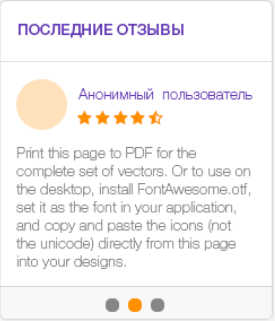 ПОСЛЕДНИЕ ОТЗЫВЫ
Анонимный пользователь
Print this page to PDF for the
complete set of vectors. Or to use on
the desktop, install FontAwesome.otf,
set it as the font in your application,
and copy and paste the icons (not
the unicode) directly from this page
into your designs.